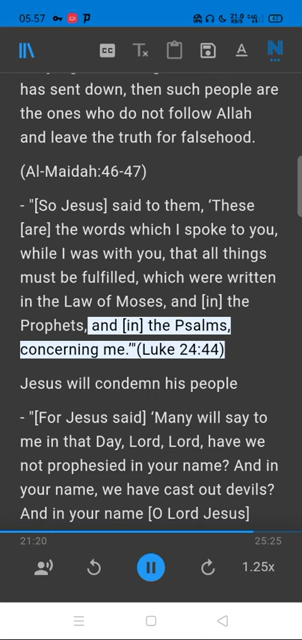 05.57
CC
has sent down, then such people are
the ones who do not follow Allah
and leave the truth for falsehood.
(Al-Maidah:46-47)
- "[So Jesus] said to them, ‘These
[are] the words which I spoke to you,
while I was with you, that all things
must be fulfilled, which were written
in the Law of Moses, and [in] the
Prophets, and [in] the Psalms,
concerning me.’"(Luke 24:44)
Jesus will condemn his people
- "[For Jesus said] ‘Many will say to
me in that Day, Lord, Lord, have we
not prophesied in your name? And in
your name, we have cast out devils?
And in your name [O Lord Jesus]
21:20
25:25
1.25x